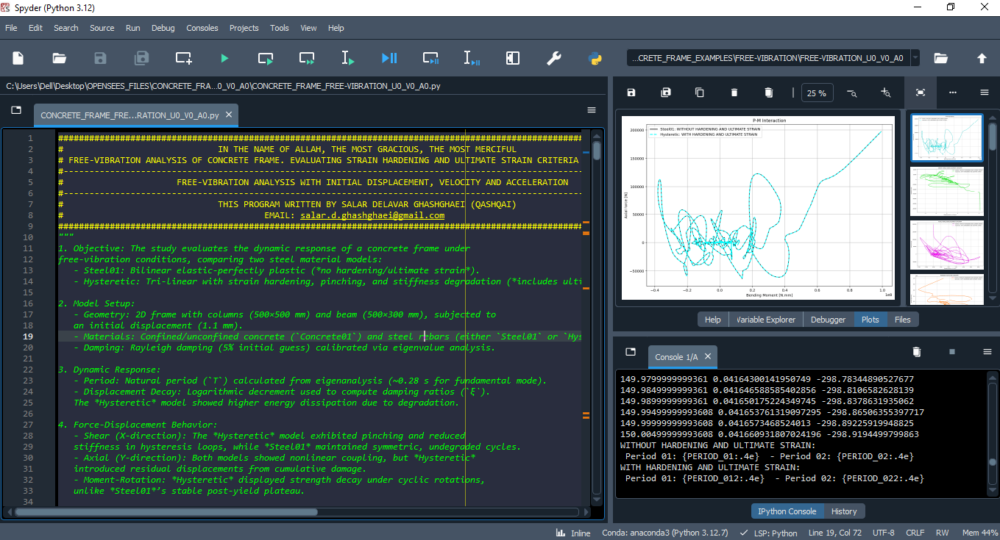 Spyder (Python 3.12)
File Edit Search Source Run Debug Consoles Projects Tools View Help
...CRETE_FRAME_EXAMPLES\FREE-VIBRATION\FREE-VIBRATION_U0_V0_A0
C:\Users\Dell\Desktop\OPENSEES_FILES\CONCRETE_FRA...0_V0_A0\CONCRETE_FRAME_FREE-VIBRATION_U0_V0_A0.py
CONCRETE_FRAME_FRE...RATION_U0_V0_A0.py
1
2 # IN THE NAME OF ALLAH, THE MOST GRACIOUS, THE MOST MERCIFUL
3 # FREE-VIBRATION ANALYSIS OF CONCRETE FRAME. EVALUATING STRAIN HARDENING AND ULTIMATE STRAIN CRITERIA
4
5 # FREE-VIBRATION ANALYSIS WITH INITIAL DISPLACEMENT, VELOCITY AND ACCELERATION
6
7 # THIS PROGRAM WRITTEN BY SALAR DELAVAR GHASHGHAEI (QASHQAI)
8 # EMAIL: salar.d.ghashghaei@gmail.com
9
10 """
11 1. Objective: The study evaluates the dynamic response of a concrete frame under
12 free-vibration conditions, comparing two steel material models:
13 - Steel01: Bilinear elastic-perfectly plastic (*no hardening/ultimate strain*).
14 - Hysteretic: Tri-linear with strain hardening, pinching, and stiffness degradation (*includes ulti
15
16 2. Model Setup:
17 - Geometry: 2D frame with columns (500×500 mm) and beam (500×300 mm), subjected to
18 an initial displacement (1.1 mm).
19 - Materials: Confined/unconfined concrete (`Concrete01`) and steel rebars (either `Steel01` or `Hys
20 - Damping: Rayleigh damping (5% initial guess) calibrated via eigenvalue analysis.
21
22 3. Dynamic Response:
23 - Period: Natural period (`T`) calculated from eigenanalysis (~0.28 s for fundamental mode).
24 - Displacement Decay: Logarithmic decrement used to compute damping ratios (`ξ`).
25 The *Hysteretic* model showed higher energy dissipation due to degradation.
26
27 4. Force-Displacement Behavior:
28 - Shear (X-direction): The *Hysteretic* model exhibited pinching and reduced
29 stiffness in hysteresis loops, while *Steel01* maintained symmetric, undegraded cycles.
30 - Axial (Y-direction): Both models showed nonlinear coupling, but *Hysteretic*
31 introduced residual displacements from cumulative damage.
32 - Moment-Rotation: *Hysteretic* displayed strength decay under cyclic rotations,
33 unlike *Steel01*'s stable post-yield plateau.
34
25 %
P-M Interaction
Steel01: WITHOUT HARDENING AND ULTIMATE STRAIN
Hysteretic: WITH HARDENING AND ULTIMATE STRAIN
200000
150000
100000
50000
0
−50000
Axial Force [N]
−0.4 −0.2 0.0 0.2 0.4 0.6 0.8 1.0
1e8
Bending Moment [N.mm]
Help Variable Explorer Debugger Plots Files
Console 1/A
149.9799999999361 0.04164300141950749 -298.78344890527677
149.9849999999361 0.041646588585402856 -298.8106582628139
149.9899999999361 0.041650175224349745 -298.8378631935062
149.99499999993608 0.041653761319097295 -298.86506355397717
149.99999999993608 0.0416573468524013 -298.89225919948825
150.00499999993608 0.041660931807024196 -298.9194499799863
WITHOUT HARDENING AND ULTIMATE STRAIN:
Period 01: {PERIOD_01:.4e} - Period 02: {PERIOD_02:.4e}
WITH HARDENING AND ULTIMATE STRAIN:
Period 01: {PERIOD_012:.4e} - Period 02: {PERIOD_022:.4e}
IPython Console History
Inline Conda: anaconda3 (Python 3.12.7) LSP: Python Line 19, Col 72 UTF-8 CRLF RW Mem 44%